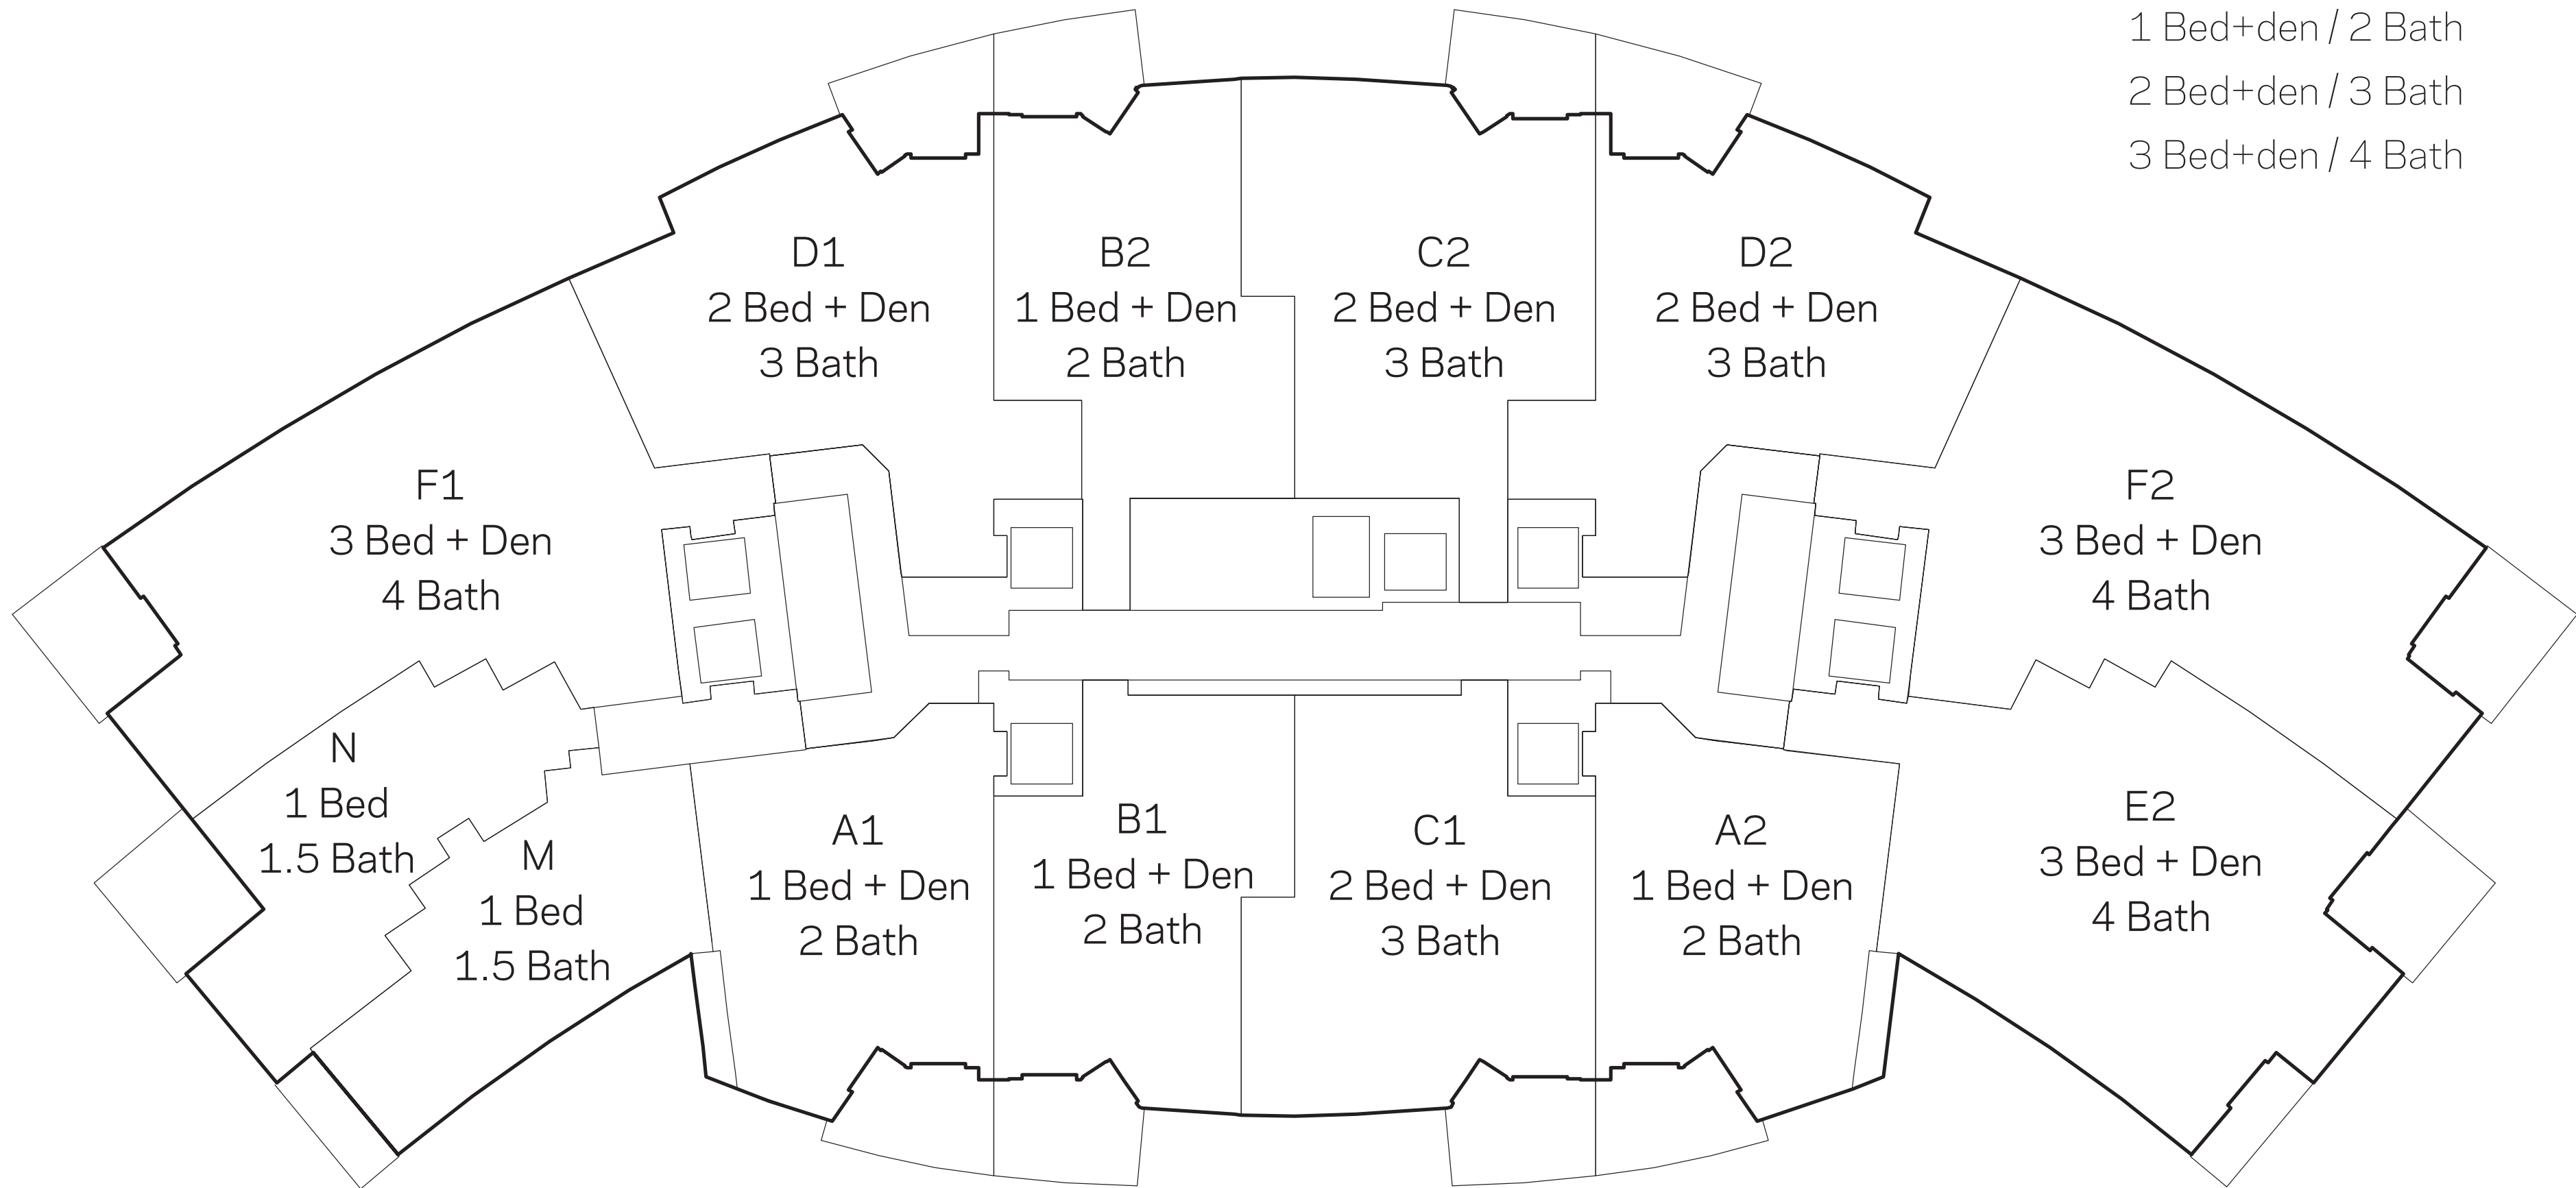 1 Bed+den / 2 Bath
2 Bed+den / 3 Bath
3 Bed+den / 4 Bath
D1
2 Bed + Den
3 Bath
B2
1 Bed + Den
2 Bath
C2
2 Bed + Den
3 Bath
D2
2 Bed + Den
3 Bath
F1
3 Bed + Den
4 Bath
F2
3 Bed + Den
4 Bath
N
1 Bed
1.5 Bath
M
1 Bed
1.5 Bath
A1
1 Bed + Den
2 Bath
B1
1 Bed + Den
2 Bath
C1
2 Bed + Den
3 Bath
A2
1 Bed + Den
2 Bath
E2
3 Bed + Den
4 Bath